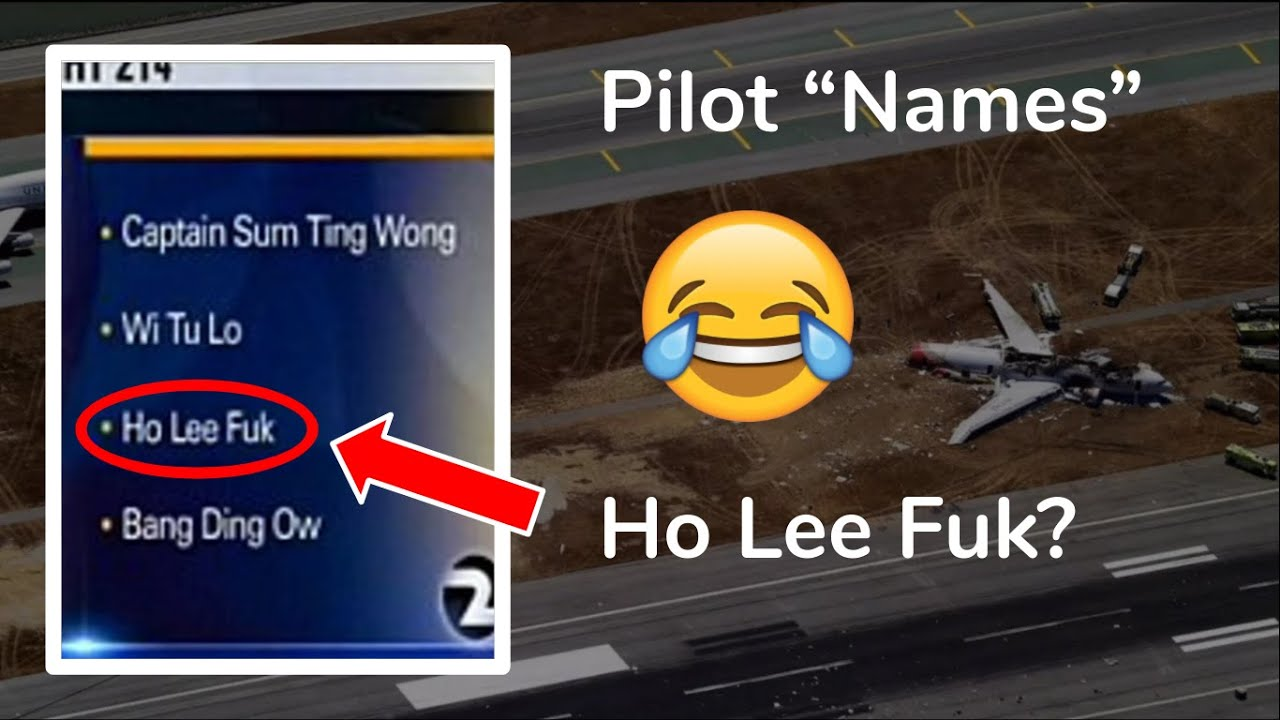 HT 214
• Captain Sum Ting Wong
• Wi Tu Lo
• Ho Lee Fuk
• Bang Ding Ow
2
Pilot “Names”
Ho Lee Fuk?